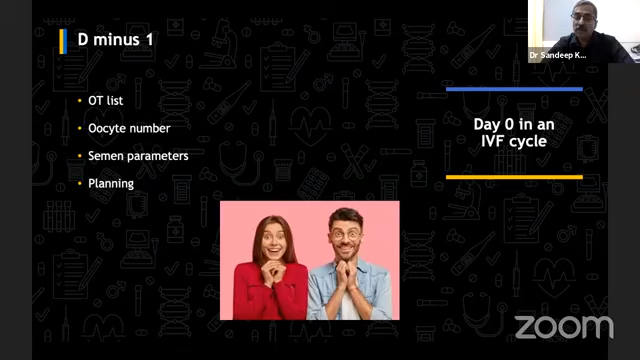 D minus 1
• OT list
• Oocyte number
• Semen parameters
• Planning
Day 0 in an
IVF cycle
Dr Sandeep K...
zoom